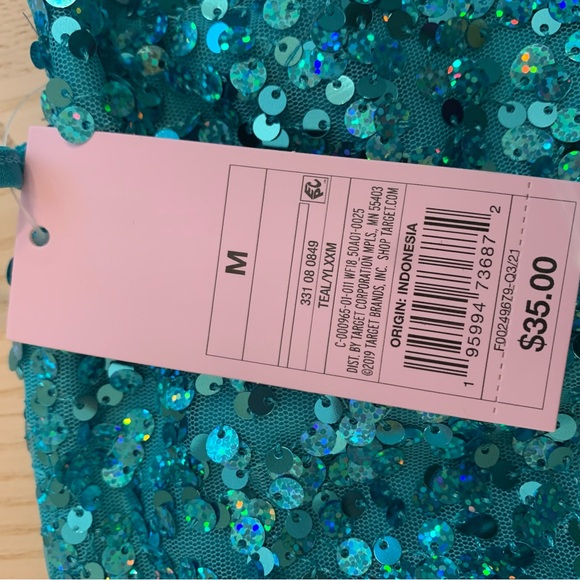 M
EC
331 08 0849
TEAL/YLXXM
C-000965-01-011 WF18 50A01-0025
DIST. BY TARGET CORPORATION MPLS, MN 55403
©2019 TARGET BRANDS, INC. SHOP TARGET.COM
ORIGIN: INDONESIA
1 95994 73687 2
F00249679-Q3/21
$35.00